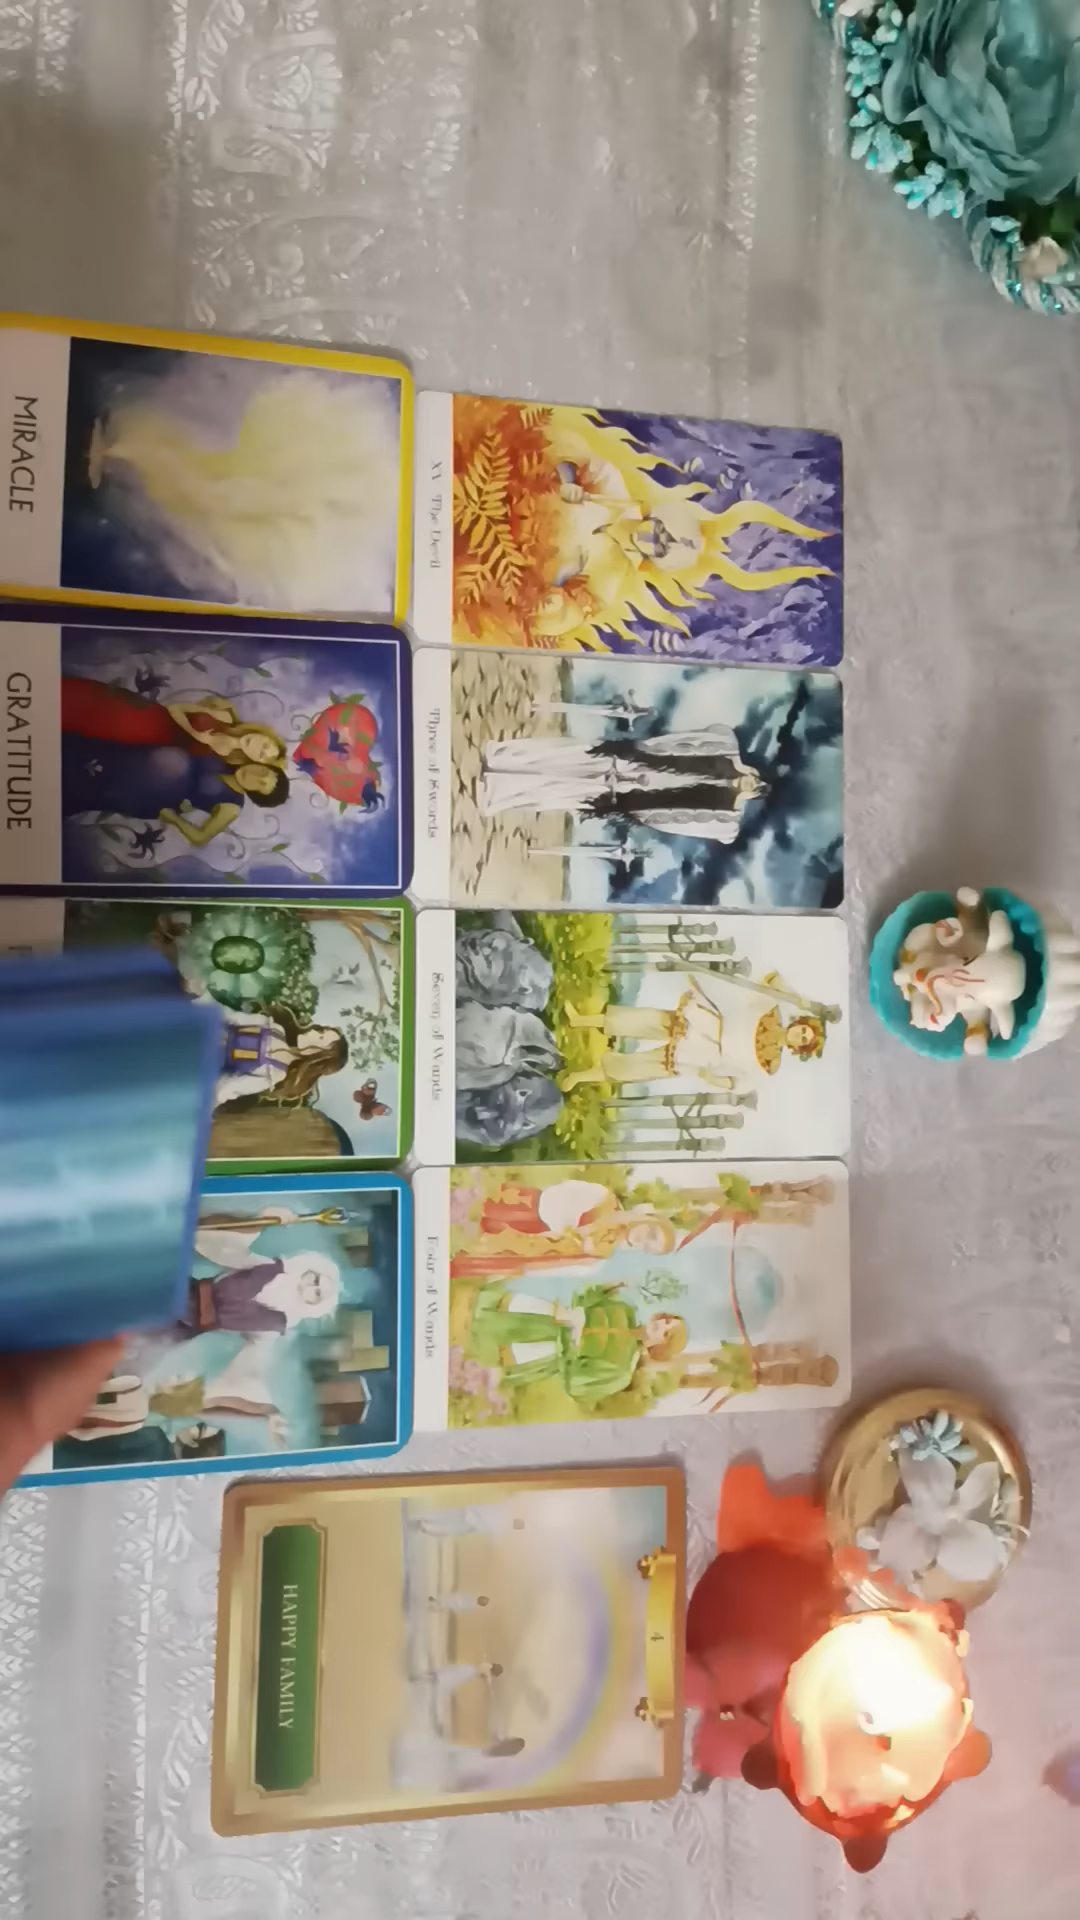 XV The Devil
Three of Swords
Seven of Wands
Four of Wands
MIRACLE
GRATITUDE
4
HAPPY FAMILY